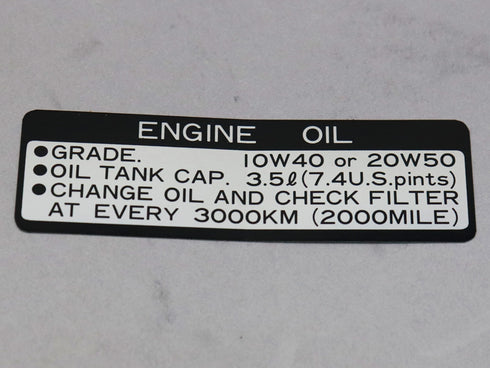 ENGINE OIL
●GRADE. 10W40 or 20W50
●OIL TANK CAP. 3.5ℓ(7.4U.S.pints)
●CHANGE OIL AND CHECK FILTER
AT EVERY 3000KM (2000MILE)